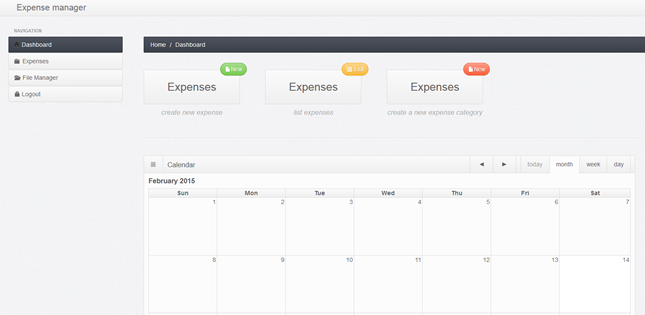 Expense manager
NAVIGATION
Dashboard
Expenses
File Manager
Logout
Home / Dashboard
New
Expenses
create new expense
List
Expenses
list expenses
New
Expenses
create a new expense category
Calendar
today month week day
February 2015
Sun Mon Tue Wed Thu Fri Sat
1 2 3 4 5 6 7
8 9 10 11 12 13 14